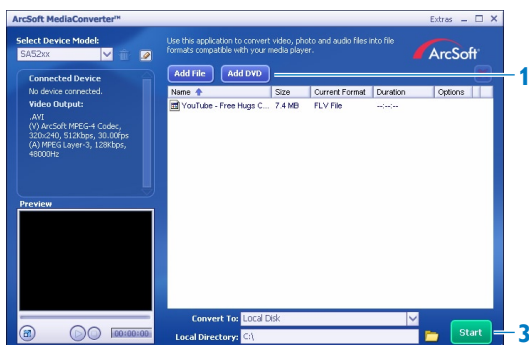 ArcSoft MediaConverter™
Extras
Select Device Model:
SA52xx
Use this application to convert video, photo and audio files into file
formats compatible with your media player.
ArcSoft
Connected Device
No device connected.
Video Output:
.AVI
(V) ArcSoft MPEG-4 Codec,
320x240, 512Kbps, 30.00fps
(A) MPEG Layer-3, 128Kbps,
48000Hz
Add File
Add DVD
1
Name
Size
Current Format
Duration
Options
YouTube - Free Hugs C...
7.4 MB
FLV File
--:--:--
Preview
00:00:00
Convert To:
Local Disk
Local Directory:
C:\
Start
3